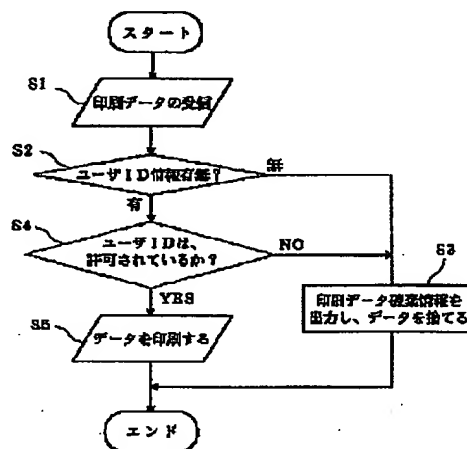 スタート
S1
印刷データの受信
S2
ユーザID情報有無?
無
有
S4
ユーザIDは、
許可されているか?
NO
YES
S3
印刷データ破棄情報を
出力し、データを捨てる
S5
データを印刷する
エンド